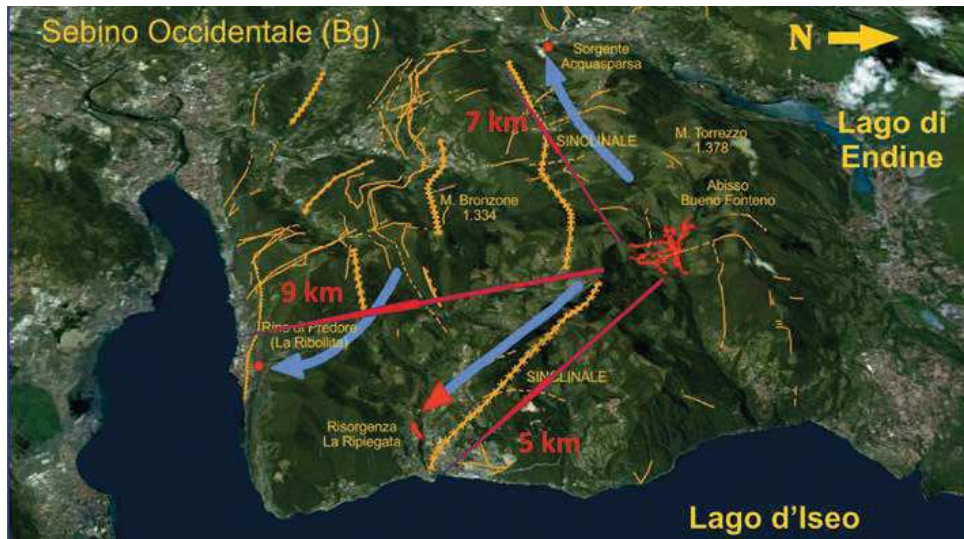 Sebino Occidentale (Bg)
Sorgente
Acquasparsa
N
Lago di
Endine
7 km
SINCLINALE
M. Torrezzo
1.378
Abisso
Bueno Fonteno
M. Bronzone
1.334
9 km
Rino di Predore
(La Ribollita)
SINCLINALE
Risorgenza
La Ripiegata
5 km
Lago d'Iseo